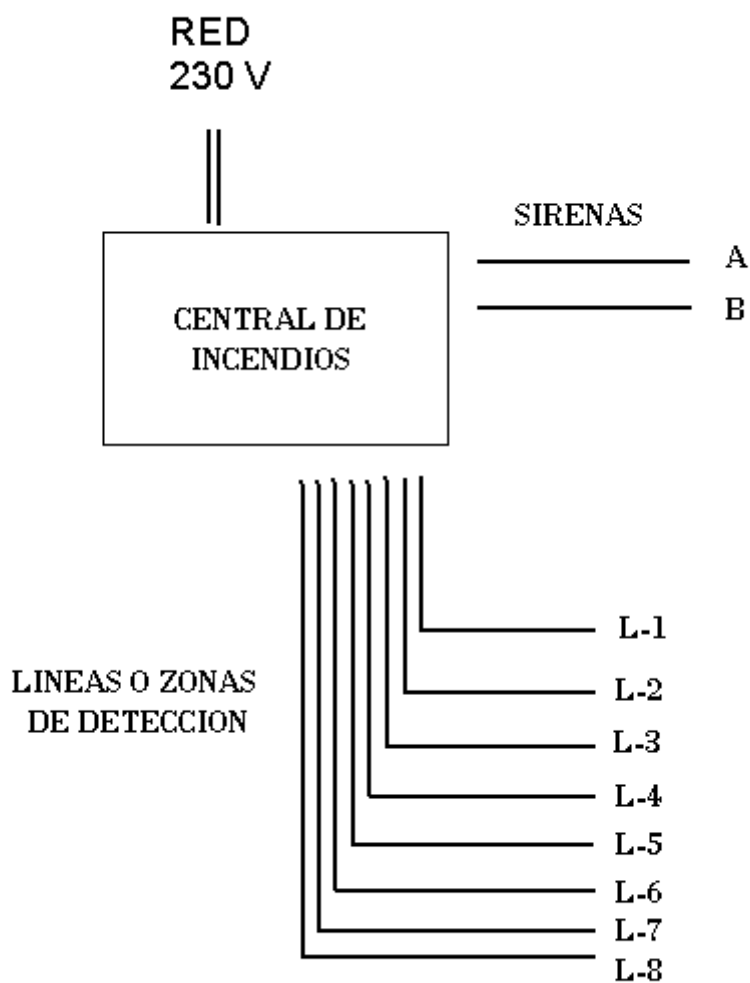 RED
230 V
SIRENAS
A
B
CENTRAL DE
INCENDIOS
LINEAS O ZONAS
DE DETECCION
L-1
L-2
L-3
L-4
L-5
L-6
L-7
L-8